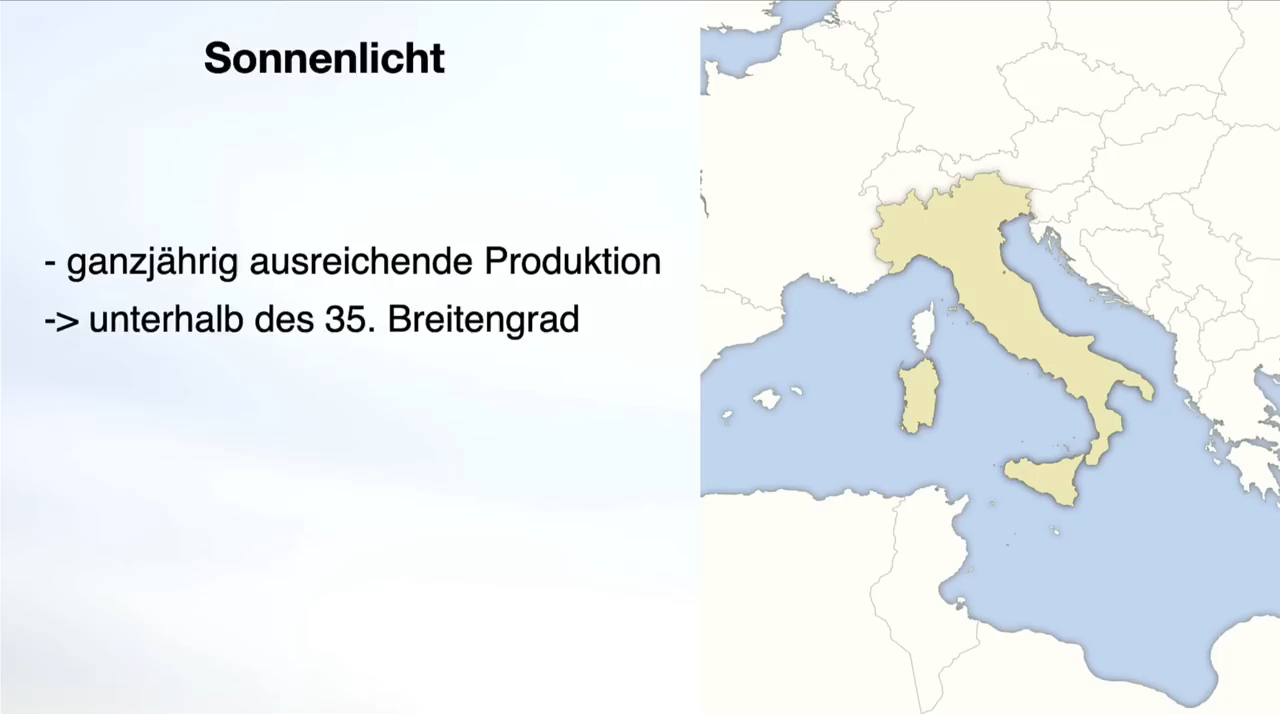 Sonnenlicht
- ganzjährig ausreichende Produktion
-> unterhalb des 35. Breitengrad